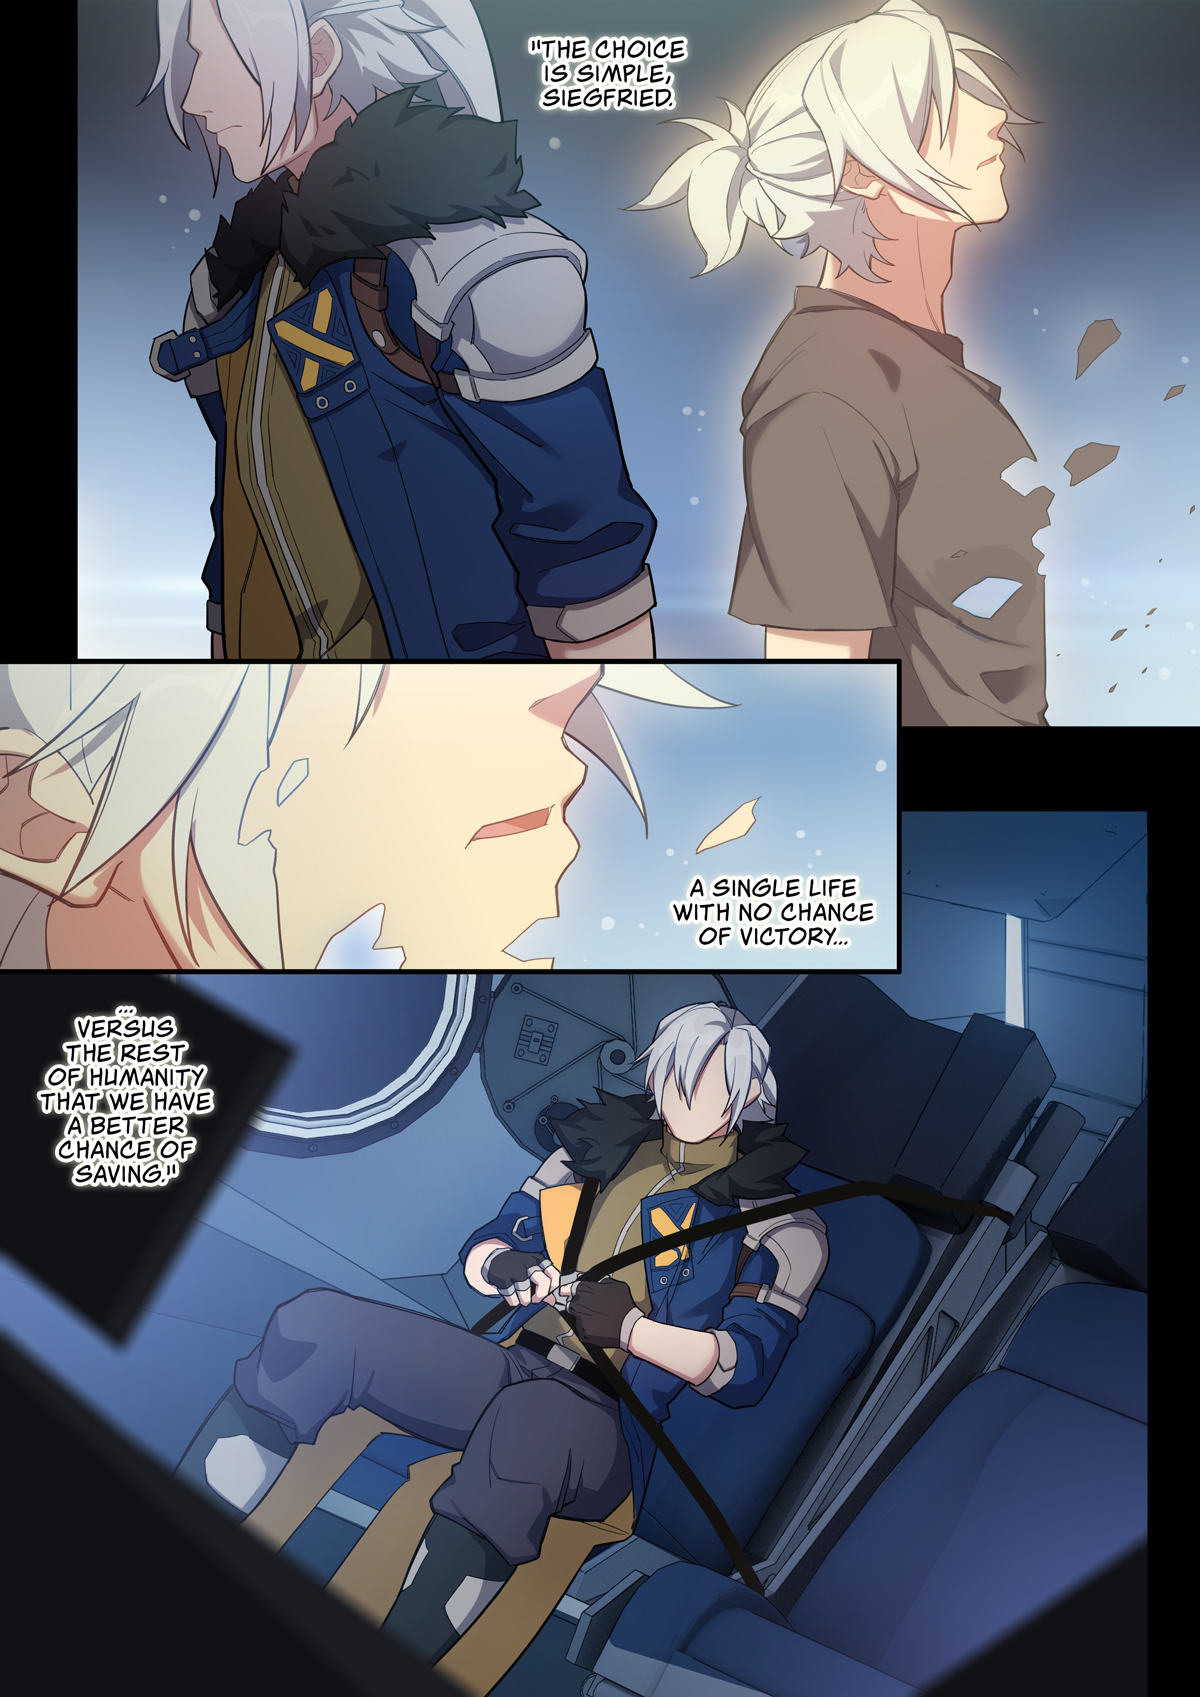 "THE CHOICE
IS SIMPLE,
SIEGFRIED.
A SINGLE LIFE
WITH NO CHANCE
OF VICTORY...
...
VERSUS
THE REST
OF HUMANITY
THAT WE HAVE
A BETTER
CHANCE OF
SAVING."